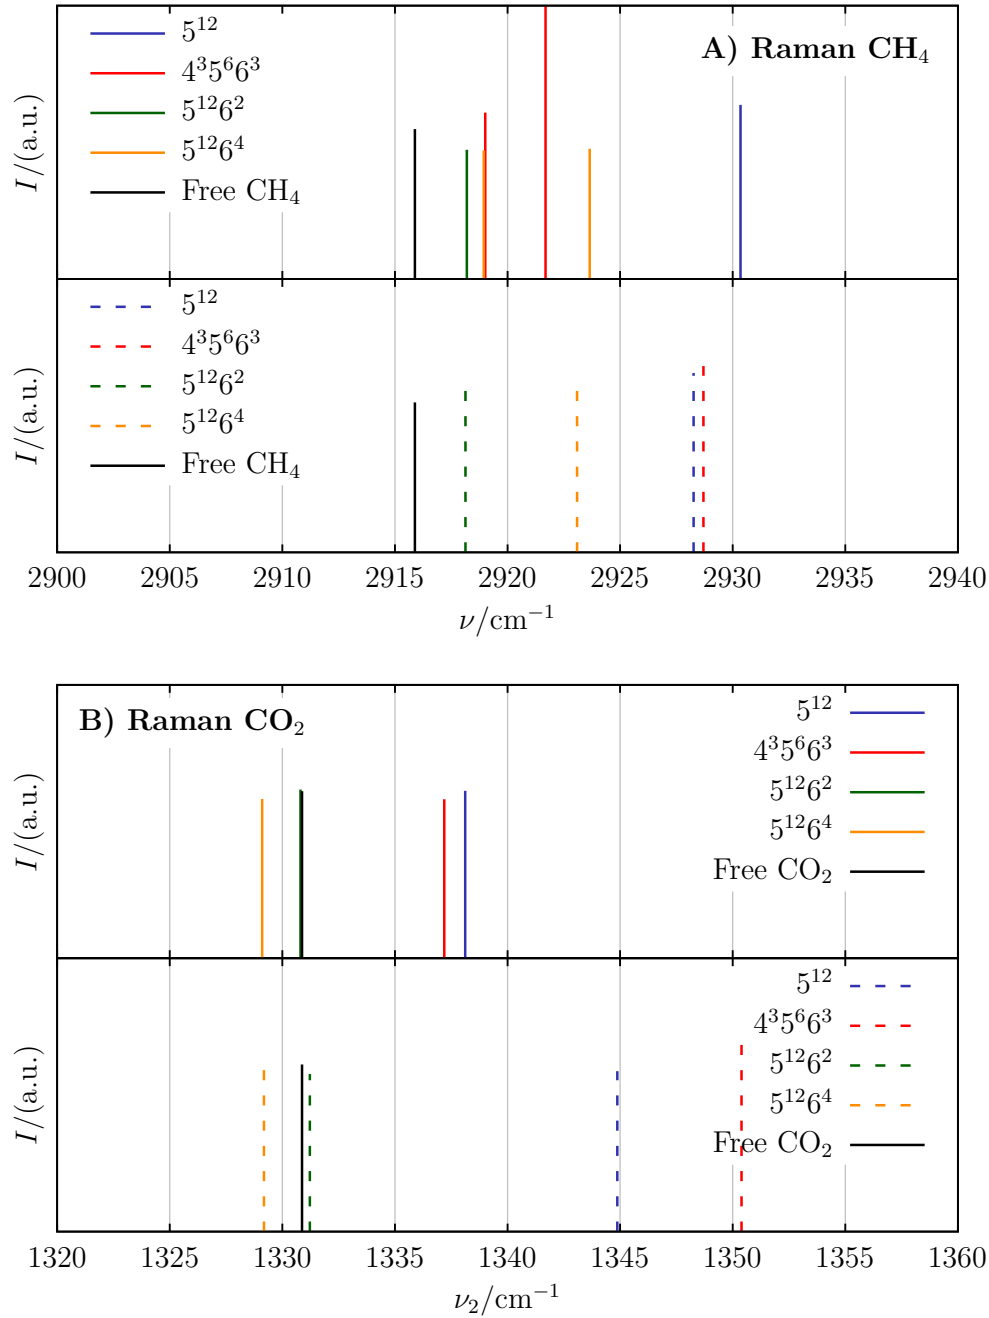 A) Raman CH₄
5¹²
4³5⁶6³
5¹²6²
5¹²6⁴
Free CH₄
I/(a.u.)
5¹²
4³5⁶6³
5¹²6²
5¹²6⁴
Free CH₄
I/(a.u.)
2900 2905 2910 2915 2920 2925 2930 2935 2940
ν/cm⁻¹
B) Raman CO₂
5¹²
4³5⁶6³
5¹²6²
5¹²6⁴
Free CO₂
I/(a.u.)
5¹²
4³5⁶6³
5¹²6²
5¹²6⁴
Free CO₂
I/(a.u.)
1320 1325 1330 1335 1340 1345 1350 1355 1360
ν₂/cm⁻¹